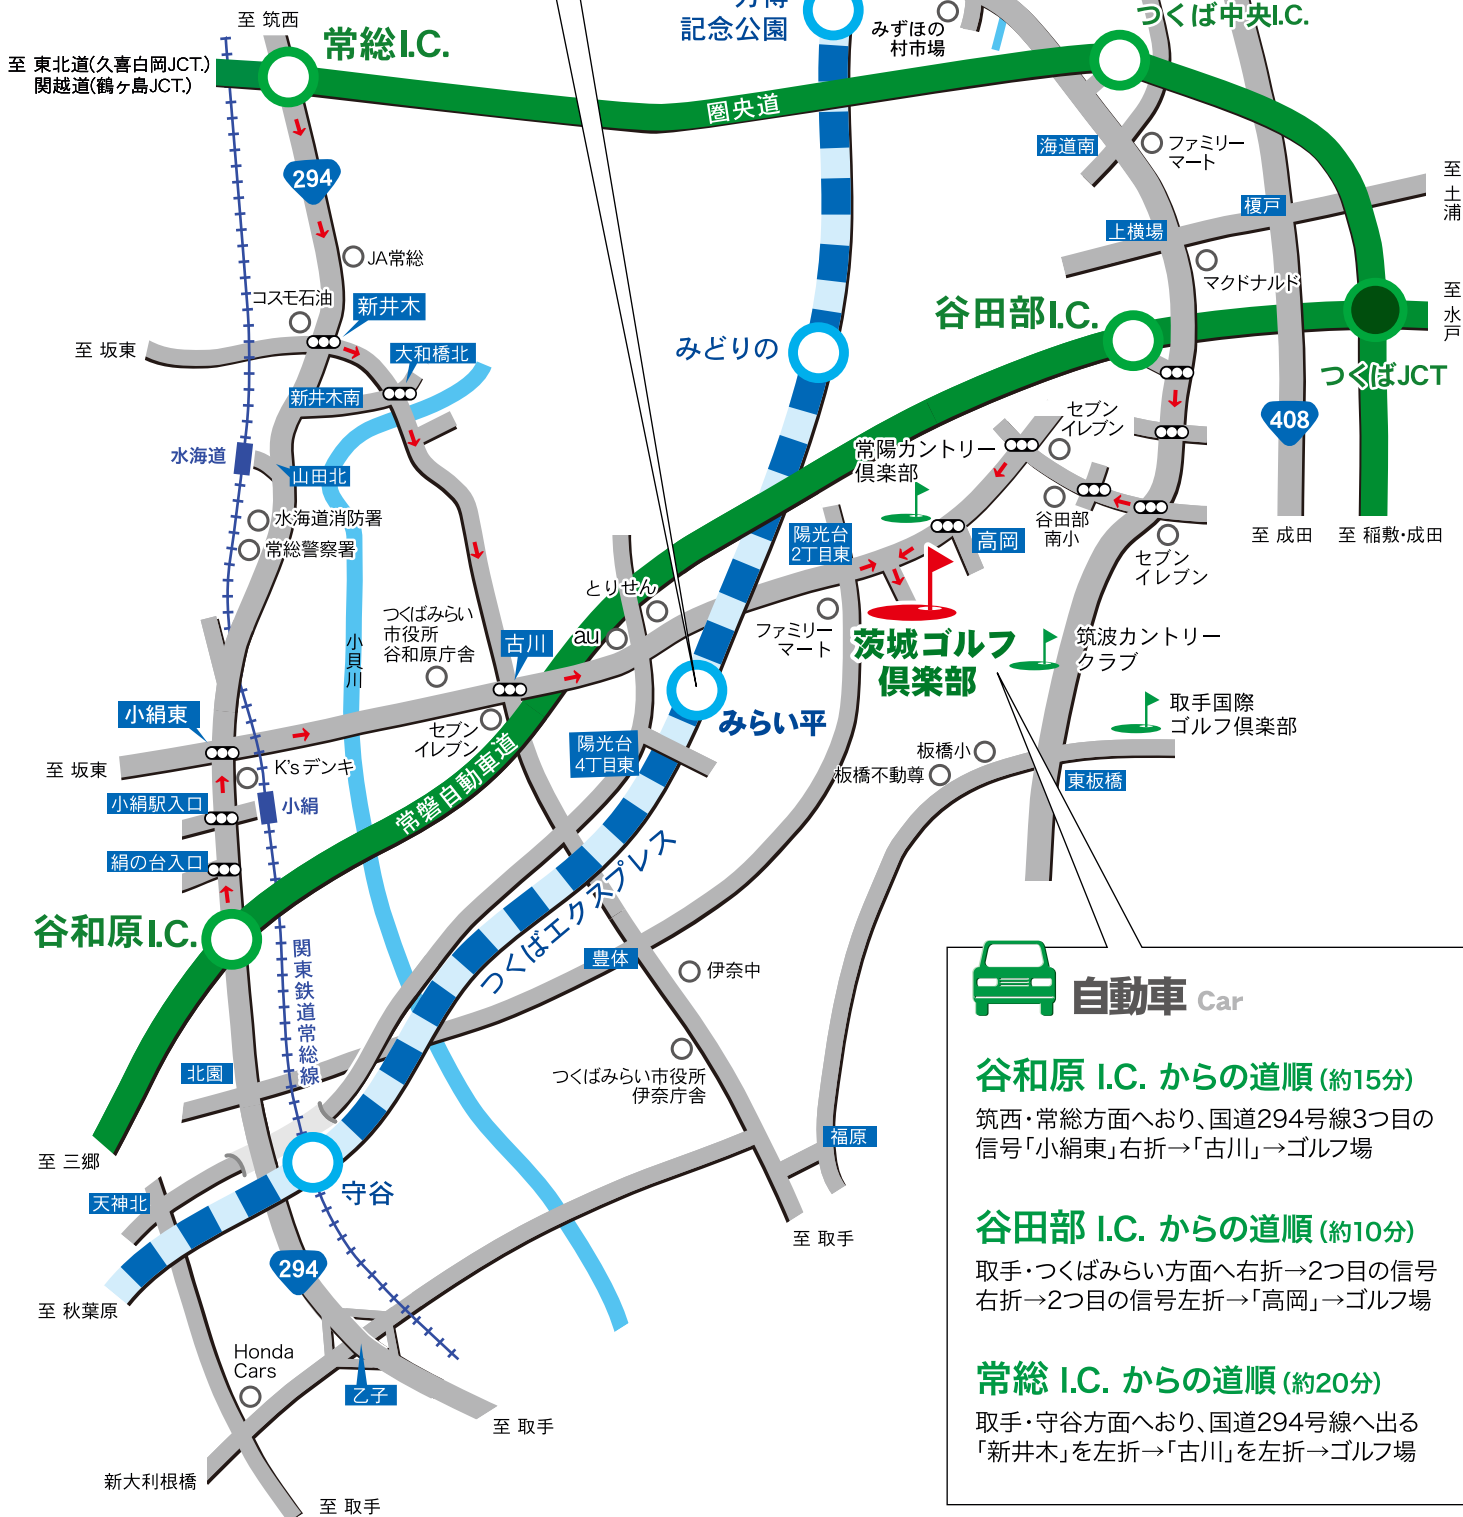 至 筑西
常総I.C.
至 東北道(久喜白岡JCT.)
関越道(鶴ヶ島JCT.)
記念公園
みずほの
村市場
つくば中央I.C.
圏央道
294
海道南
ファミリー
マート
至 土浦
榎戸
上横場
JA常総
マクドナルド
コスモ石油
新井木
谷田部I.C.
至 水戸
至 坂東
大和橋北
みどりの
つくばJCT
新井木南
408
セブン
イレブン
常陽カントリー
倶楽部
水海道
山田北
水海道消防署
常総警察署
陽光台
2丁目東
高岡
谷田部
南小
至 成田
至 稲敷・成田
セブン
イレブン
とりせん
つくばみらい
市役所
谷和原庁舎
小貝川
古川
au
ファミリー
マート
茨城ゴルフ
倶楽部
筑波カントリー
クラブ
小絹東
みらい平
取手国際
ゴルフ倶楽部
セブン
イレブン
陽光台
4丁目東
至 坂東
K'sデンキ
板橋小
板橋不動尊
東板橋
小絹駅入口
小絹
常磐自動車道
絹の台入口
つくばエクスプレス
谷和原I.C.
関東鉄道常総線
豊体
伊奈中
北園
つくばみらい市役所
伊奈庁舎
福原
至 三郷
天神北
守谷
至 取手
294
至 秋葉原
Honda
Cars
乙子
至 取手
新大利根橋
至 取手
自動車 Car
谷和原 I.C. からの道順(約15分)
筑西・常総方面へおり、国道294号線3つ目の
信号「小絹東」右折→「古川」→ゴルフ場
谷田部 I.C. からの道順(約10分)
取手・つくばみらい方面へ右折→2つ目の信号
右折→2つ目の信号左折→「高岡」→ゴルフ場
常総 I.C. からの道順(約20分)
取手・守谷方面へおり、国道294号線へ出る
「新井木」を左折→「古川」を左折→ゴルフ場